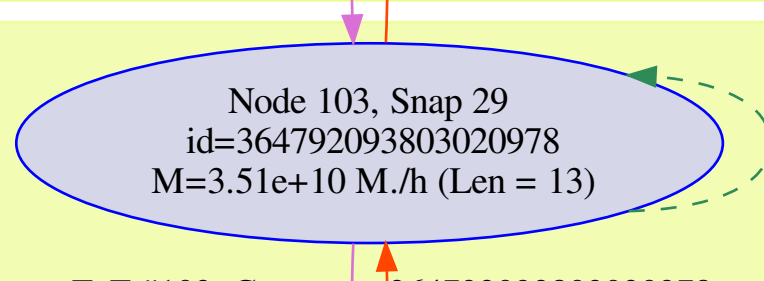 Node 103, Snap 29
id=364792093803020978
M=3.51e+10 M./h (Len = 13)